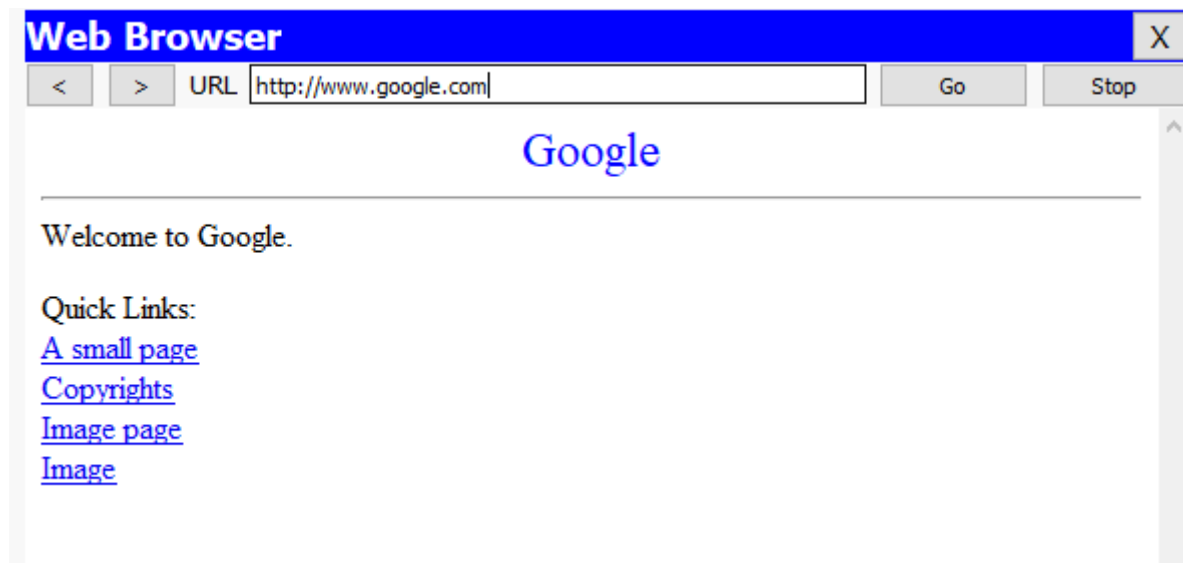 Web Browser X
< > URL http://www.google.com Go Stop
Google
Welcome to Google.
Quick Links:
A small page
Copyrights
Image page
Image